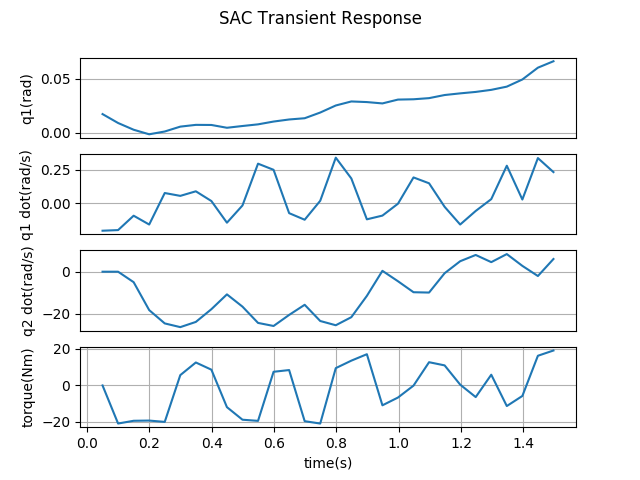 SAC Transient Response
q1(rad)
0.05
0.00
q1 dot(rad/s)
0.25
0.00
q2 dot(rad/s)
0
−20
torque(Nm)
20
0
−20
0.0 0.2 0.4 0.6 0.8 1.0 1.2 1.4
time(s)